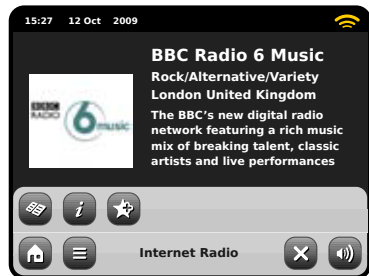 15:27 12 Oct 2009
BBC Radio 6 Music
Rock/Alternative/Variety
London United Kingdom
The BBC's new digital radio
network featuring a rich music
mix of breaking talent, classic
artists and live performances
BBC
RADIO
6
music
i
Internet Radio